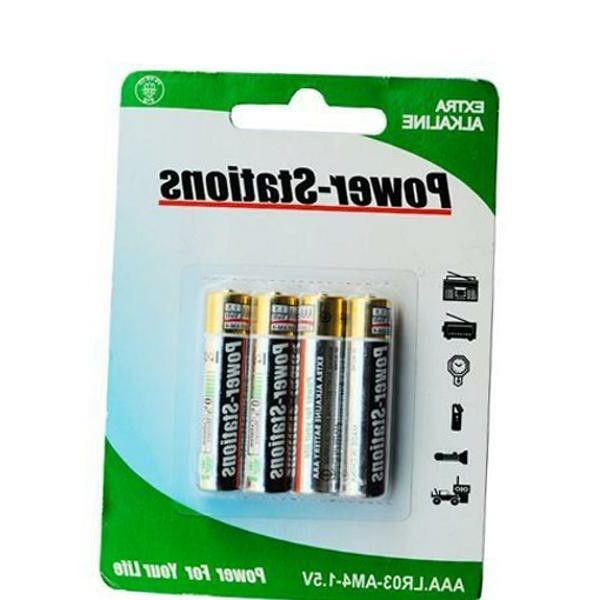 EXTRA
ALKALINE
Power-Stations
Power-Stations
Power-Stations
EXTRA ALKALINE BATTERY AAA
Power-Stations
AAA.LR03-AM4-1.5V
Power For Your Life